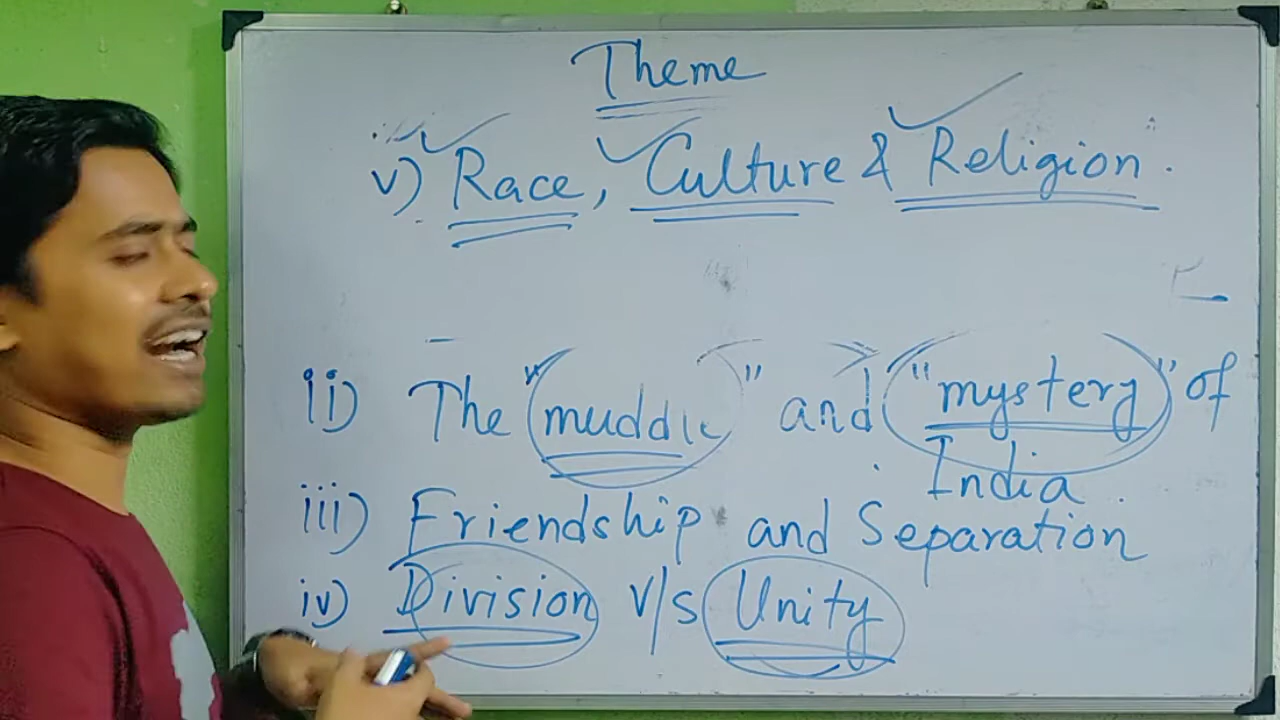 Theme
v) Race, Culture & Religion.
ii) The "muddle" and "mystery" of
India.
iii) Friendship and Separation
iv) Division v/s Unity